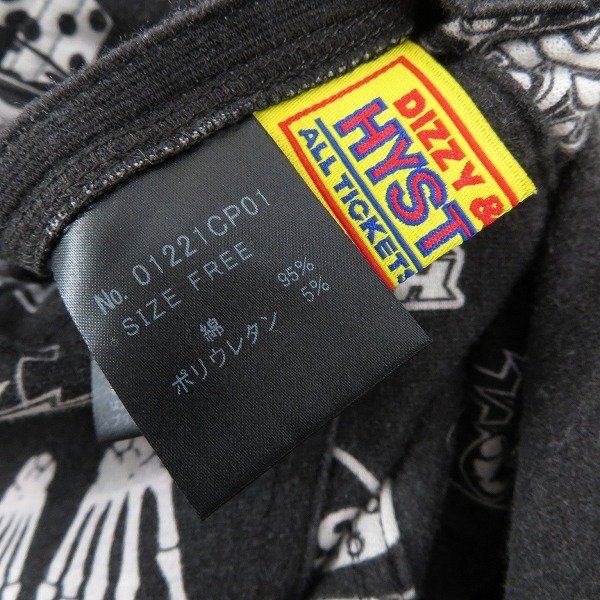 DIZZY &
HYST
ALL TICKETS
No. 01221CP01
SIZE FREE
綿 95%
ポリウレタン 5%